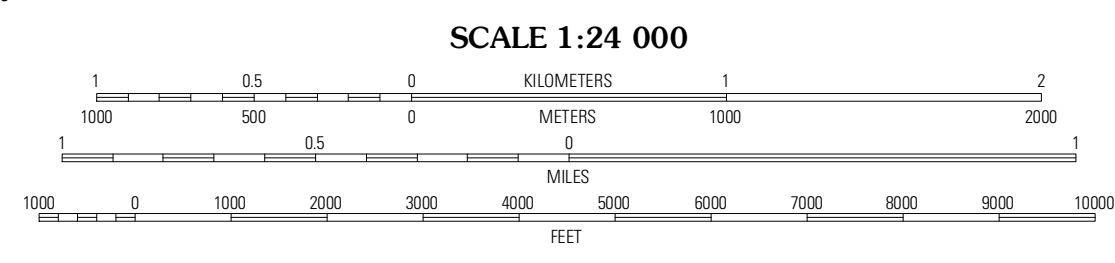 SCALE 1:24 000
1 0.5 0 KILOMETERS 1 2
1000 500 0 METERS 1000 2000
1 0.5 0 1
MILES
1000 0 1000 2000 3000 4000 5000 6000 7000 8000 9000 10000
FEET